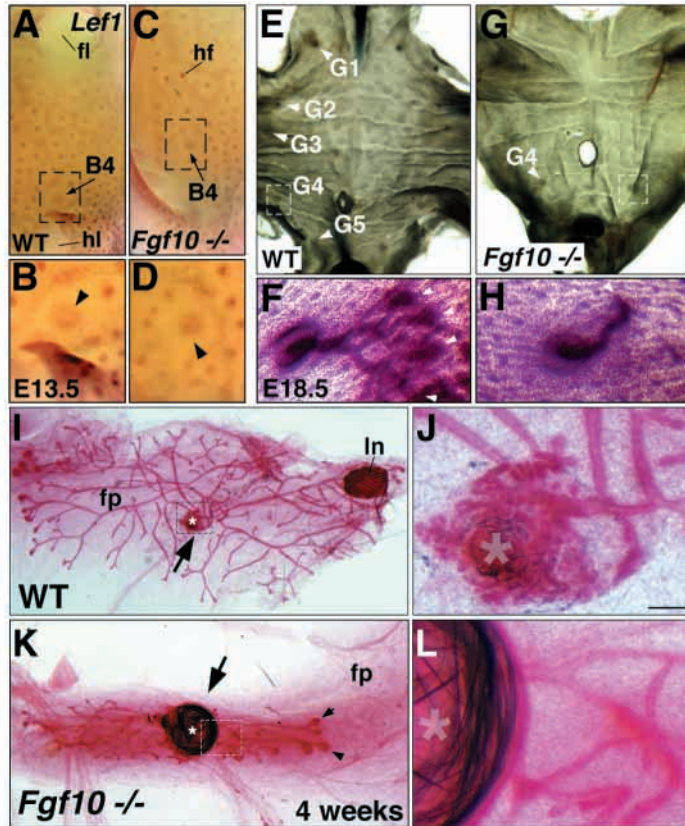 A
Lef1
fl
B4
WT
hl
C
hf
B4
Fgf10 -/-
B
E13.5
D
E
G1
G2
G3
G4
G5
WT
G
G4
Fgf10 -/-
F
E18.5
H
I
ln
fp
*
WT
J
*
K
fp
*
Fgf10 -/-
4 weeks
L
*